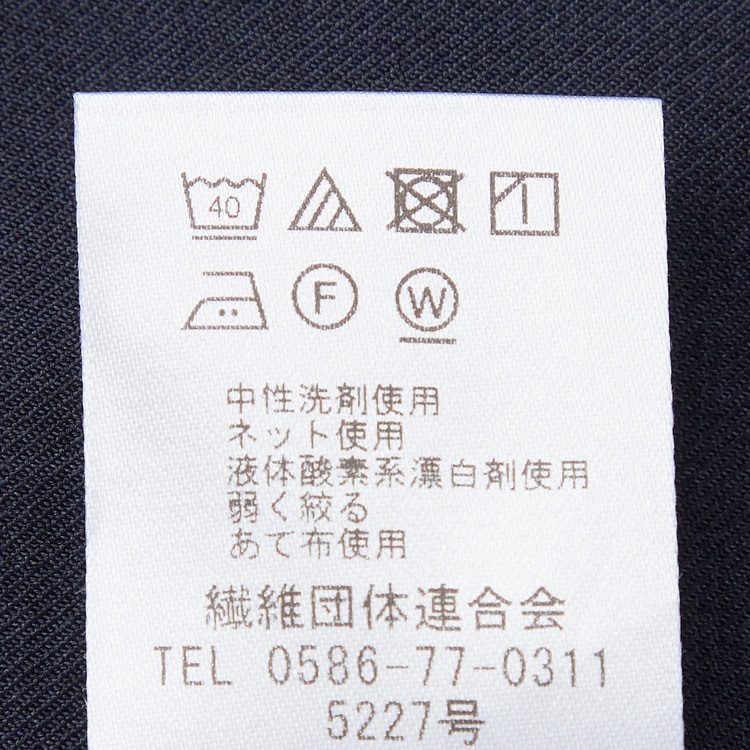 40
F W
中性洗剤使用
ネット使用
液体酸素系漂白剤使用
弱く絞る
あて布使用
繊維団体連合会
TEL 0586-77-0311
5227号